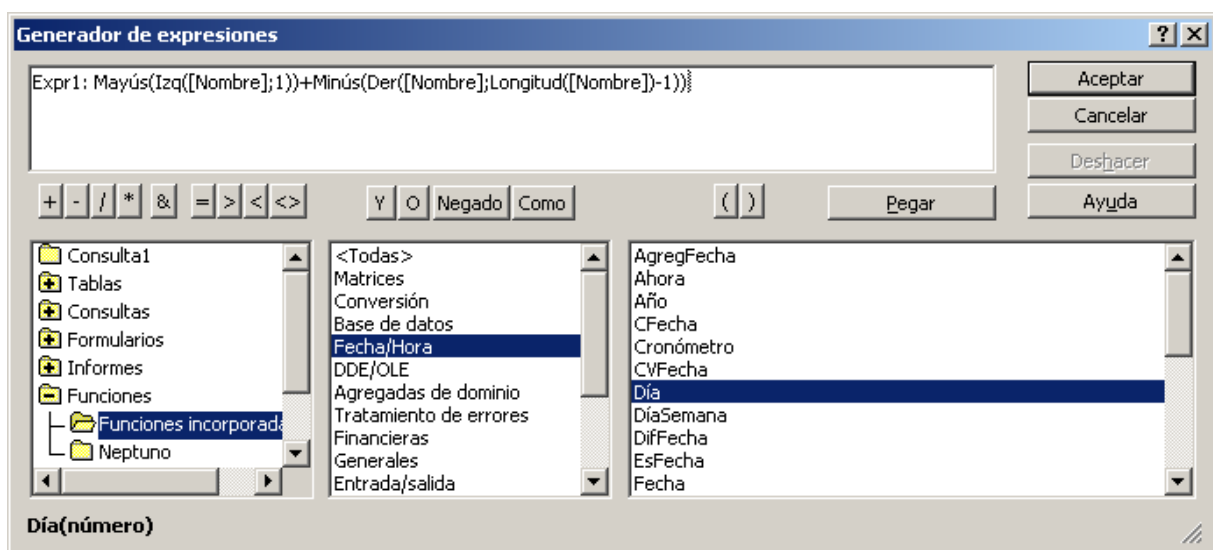 Generador de expresiones
Expr1: Mayús(Izq([Nombre];1))+Minús(Der([Nombre];Longitud([Nombre])-1))
Aceptar
Cancelar
Deshacer
+ - / * & = > < <> Y O Negado Como ( ) Pegar Ayuda
Consulta1
Tablas
Consultas
Formularios
Informes
Funciones
Funciones incorporada
Neptuno
<Todas>
Matrices
Conversión
Base de datos
Fecha/Hora
DDE/OLE
Agregadas de dominio
Tratamiento de errores
Financieras
Generales
Entrada/salida
AgregFecha
Ahora
Año
CFecha
Cronómetro
CVFecha
Día
DíaSemana
DifFecha
EsFecha
Fecha
Día(número)